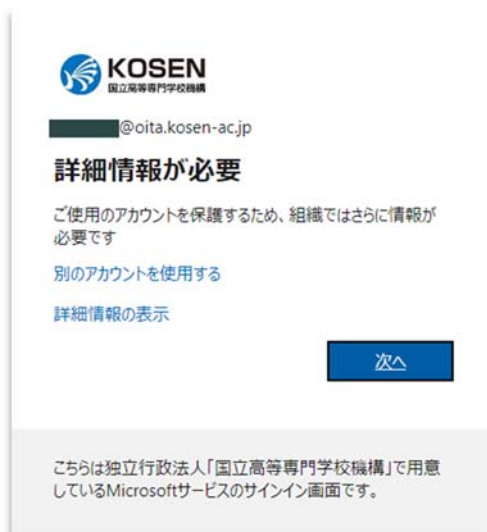 KOSEN
国立高等専門学校機構
@oita.kosen-ac.jp
詳細情報が必要
ご使用のアカウントを保護するため、組織ではさらに情報が
必要です
別のアカウントを使用する
詳細情報の表示
次へ
こちらは独立行政法人「国立高等専門学校機構」で用意
しているMicrosoftサービスのサインイン画面です。